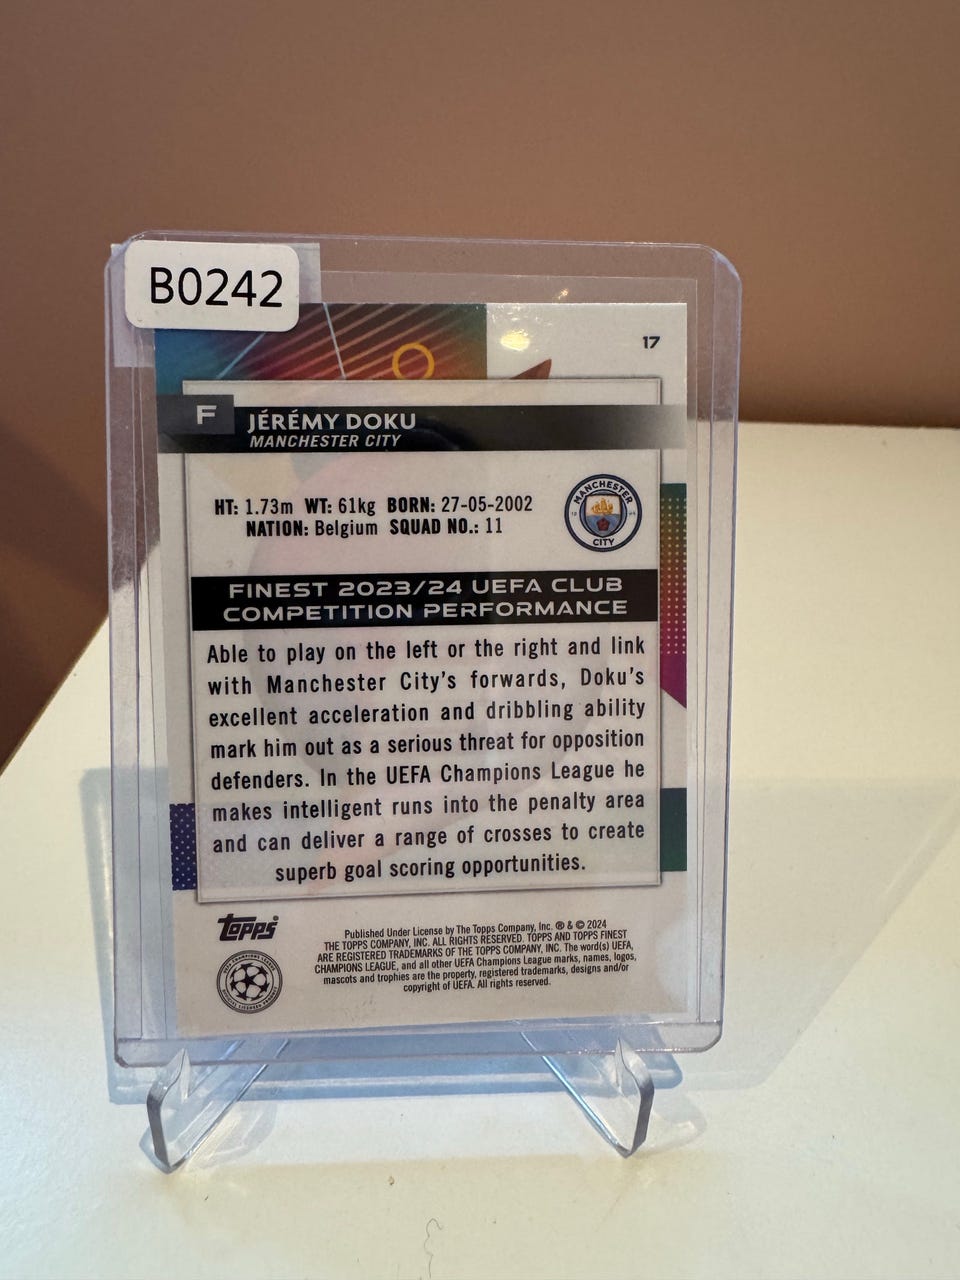 B0242
17
F
JÉRÉMY DOKU
MANCHESTER CITY
HT: 1.73m WT: 61kg BORN: 27-05-2002
NATION: Belgium SQUAD NO.: 11
MANCHESTER
CITY
FINEST 2023/24 UEFA CLUB
COMPETITION PERFORMANCE
Able to play on the left or the right and link
with Manchester City's forwards, Doku's
excellent acceleration and dribbling ability
mark him out as a serious threat for opposition
defenders. In the UEFA Champions League he
makes intelligent runs into the penalty area
and can deliver a range of crosses to create
superb goal scoring opportunities.
Topps
Published Under License by The Topps Company, Inc. ® & © 2024
THE TOPPS COMPANY, INC. ALL RIGHTS RESERVED. TOPPS AND TOPPS FINEST
ARE REGISTERED TRADEMARKS OF THE TOPPS COMPANY, INC. The word(s) UEFA,
CHAMPIONS LEAGUE, and all other UEFA Champions League marks, names, logos,
mascots and trophies are the property, registered trademarks, designs and/or
copyright of UEFA. All rights reserved.
UEFA CHAMPIONS LEAGUE
OFFICIAL LICENSED PRODUCT